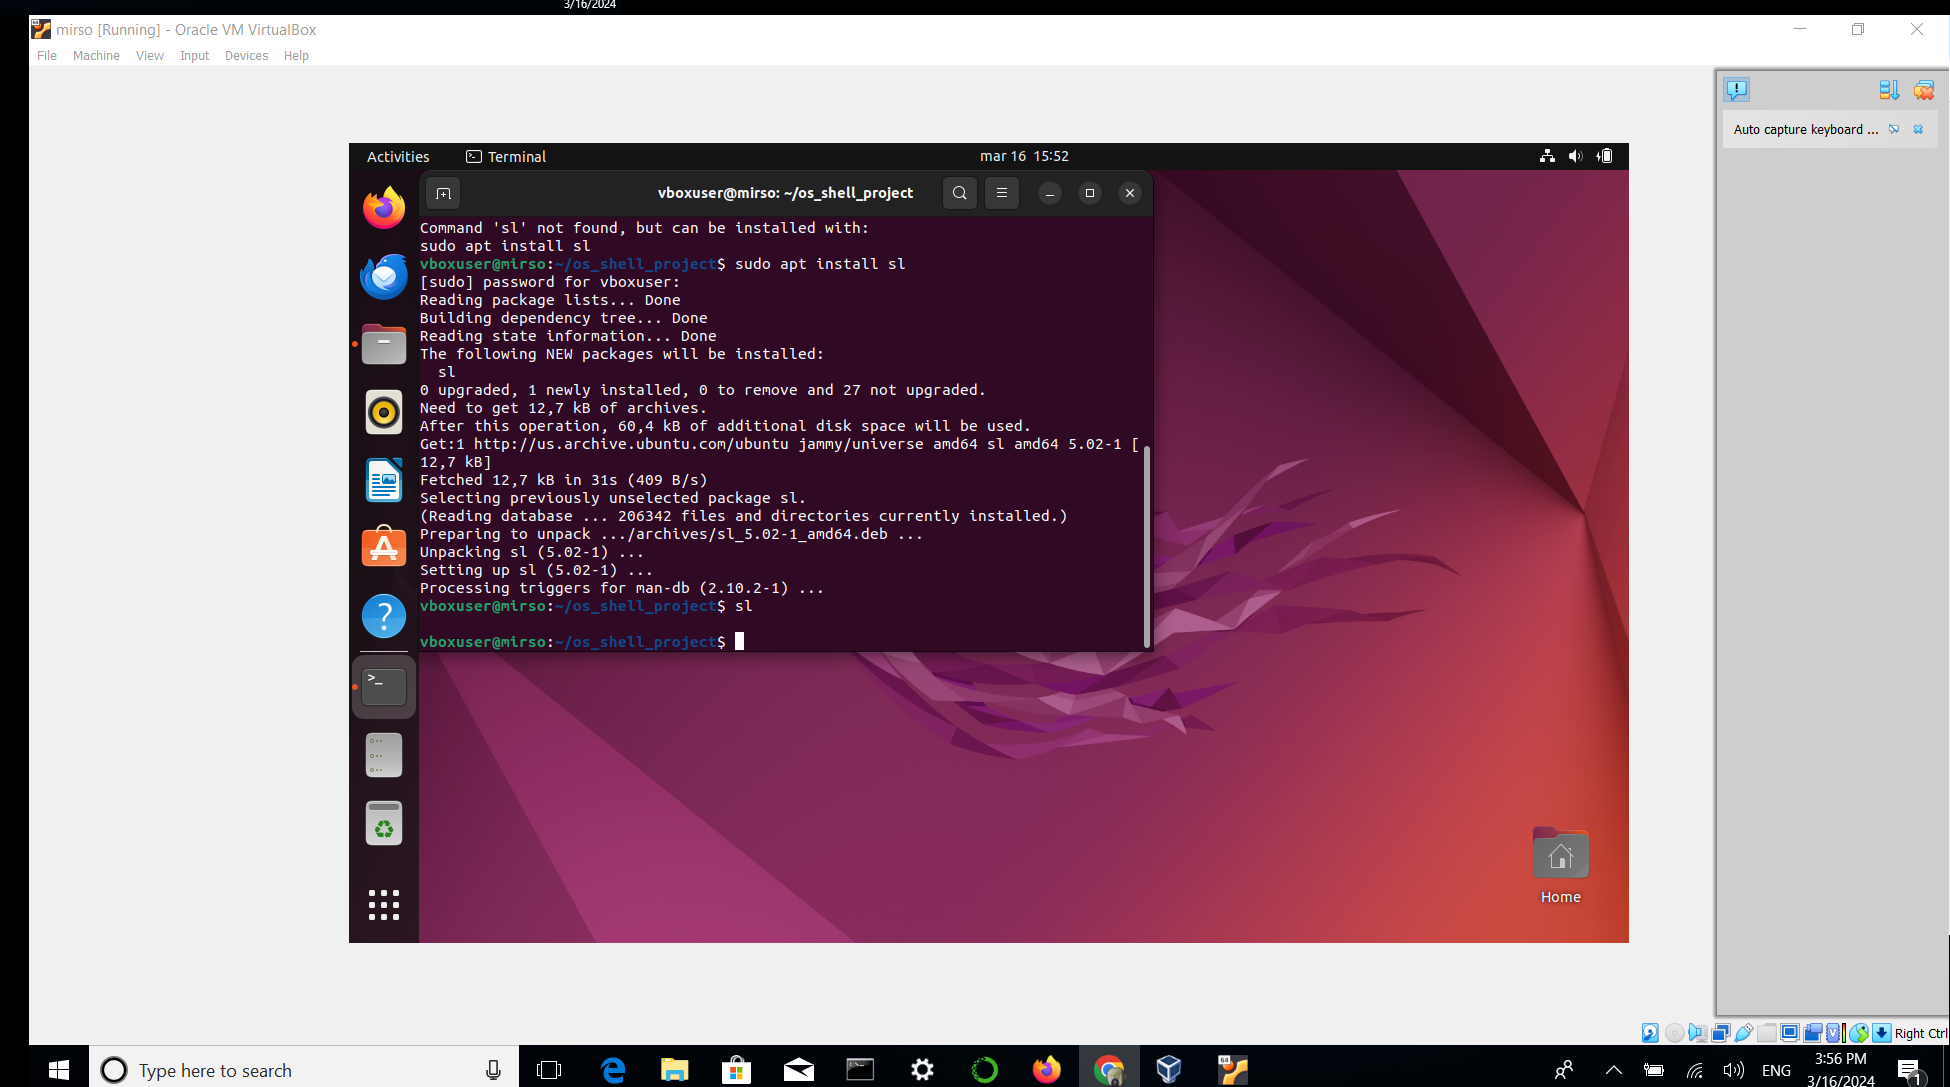 3/16/2024
mirso [Running] - Oracle VM VirtualBox
File Machine View Input Devices Help
Auto capture keyboard ...
Activities Terminal mar 16 15:52
vboxuser@mirso: ~/os_shell_project
Command 'sl' not found, but can be installed with:
sudo apt install sl
vboxuser@mirso:~/os_shell_project$ sudo apt install sl
[sudo] password for vboxuser:
Reading package lists... Done
Building dependency tree... Done
Reading state information... Done
The following NEW packages will be installed:
  sl
0 upgraded, 1 newly installed, 0 to remove and 27 not upgraded.
Need to get 12,7 kB of archives.
After this operation, 60,4 kB of additional disk space will be used.
Get:1 http://us.archive.ubuntu.com/ubuntu jammy/universe amd64 sl amd64 5.02-1 [
12,7 kB]
Fetched 12,7 kB in 31s (409 B/s)
Selecting previously unselected package sl.
(Reading database ... 206342 files and directories currently installed.)
Preparing to unpack .../archives/sl_5.02-1_amd64.deb ...
Unpacking sl (5.02-1) ...
Setting up sl (5.02-1) ...
Processing triggers for man-db (2.10.2-1) ...
vboxuser@mirso:~/os_shell_project$ sl
vboxuser@mirso:~/os_shell_project$
Home
Right Ctrl
Type here to search
ENG
3:56 PM
3/16/2024
1